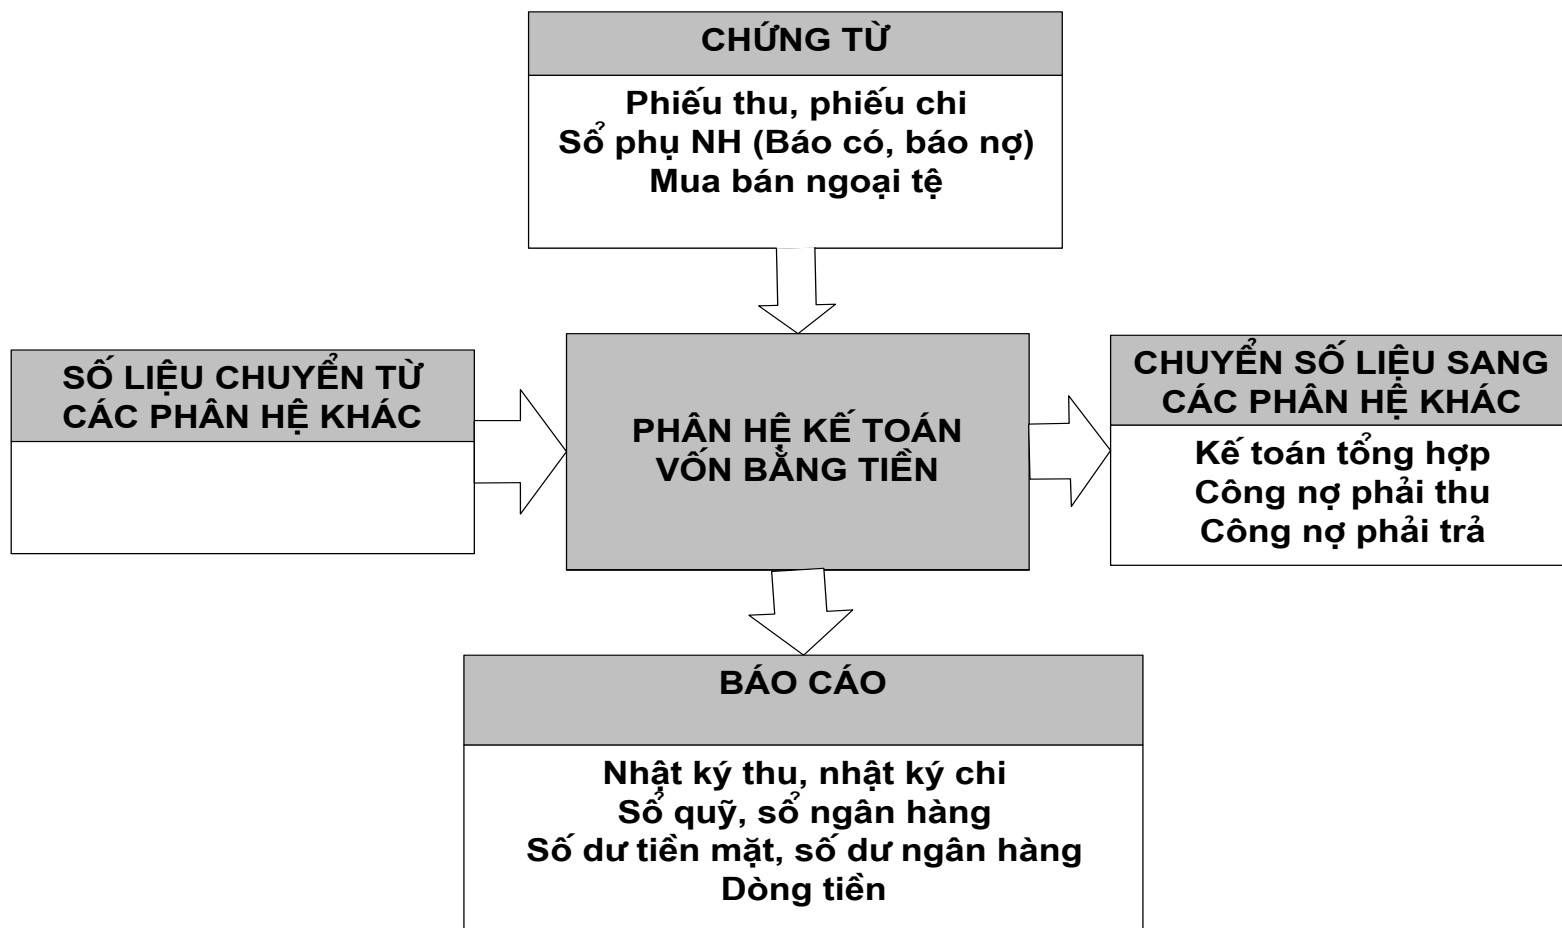 CHỨNG TỪ
Phiếu thu, phiếu chi
Sổ phụ NH (Báo có, báo nợ)
Mua bán ngoại tệ
SỐ LIỆU CHUYỂN TỪ
CÁC PHÂN HỆ KHÁC
PHÂN HỆ KẾ TOÁN
VỐN BẰNG TIỀN
CHUYỂN SỐ LIỆU SANG
CÁC PHÂN HỆ KHÁC
Kế toán tổng hợp
Công nợ phải thu
Công nợ phải trả
BÁO CÁO
Nhật ký thu, nhật ký chi
Sổ quỹ, sổ ngân hàng
Số dư tiền mặt, số dư ngân hàng
Dòng tiền